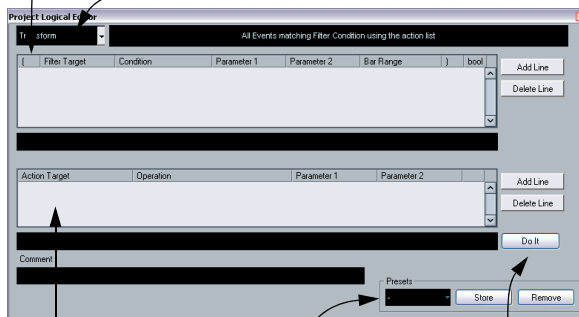 Project Logical Editor
Transform All Events matching Filter Condition using the action list
( Filter Target Condition Parameter 1 Parameter 2 Bar Range ) bool
Add Line
Delete Line
Action Target Operation Parameter 1 Parameter 2
Add Line
Delete Line
Do It
Comment
Presets
- Store Remove